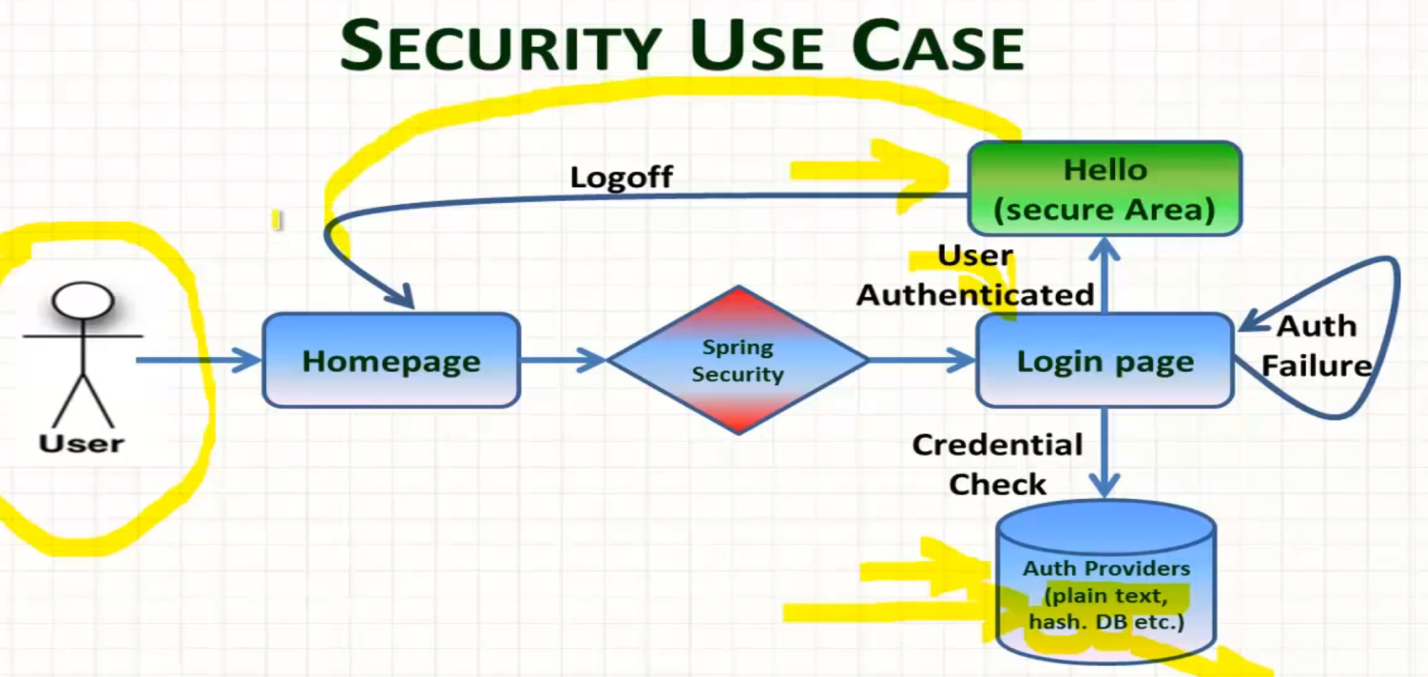 SECURITY USE CASE
Logoff
Hello
(secure Area)
User
Authenticated
User
Homepage
Spring
Security
Login page
Auth
Failure
Credential
Check
Auth Providers
(plain text,
hash. DB etc.)